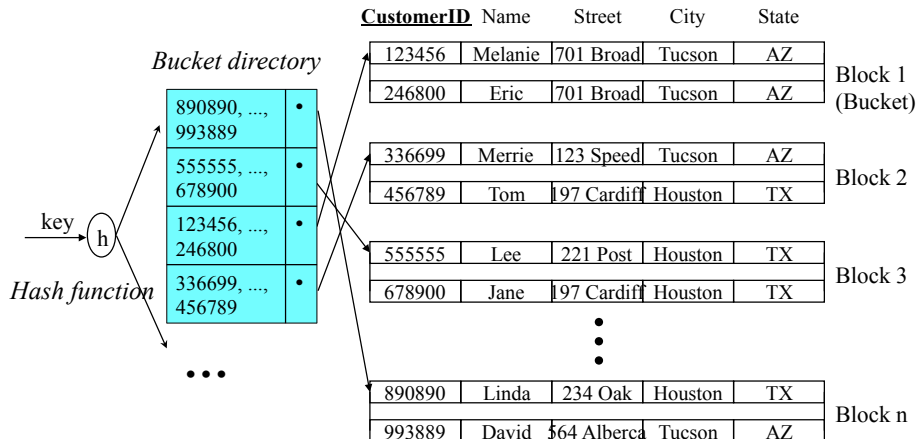 CustomerID Name Street City State
123456 Melanie 701 Broad Tucson AZ
246800 Eric 701 Broad Tucson AZ
Block 1
(Bucket)
336699 Merrie 123 Speed Tucson AZ
456789 Tom 197 Cardiff Houston TX
Block 2
555555 Lee 221 Post Houston TX
678900 Jane 197 Cardiff Houston TX
Block 3
890890 Linda 234 Oak Houston TX
993889 David 564 Alberca Tucson AZ
Block n
Bucket directory
890890, ...,
993889
555555, ...,
678900
123456, ...,
246800
336699, ...,
456789
key
h
Hash function